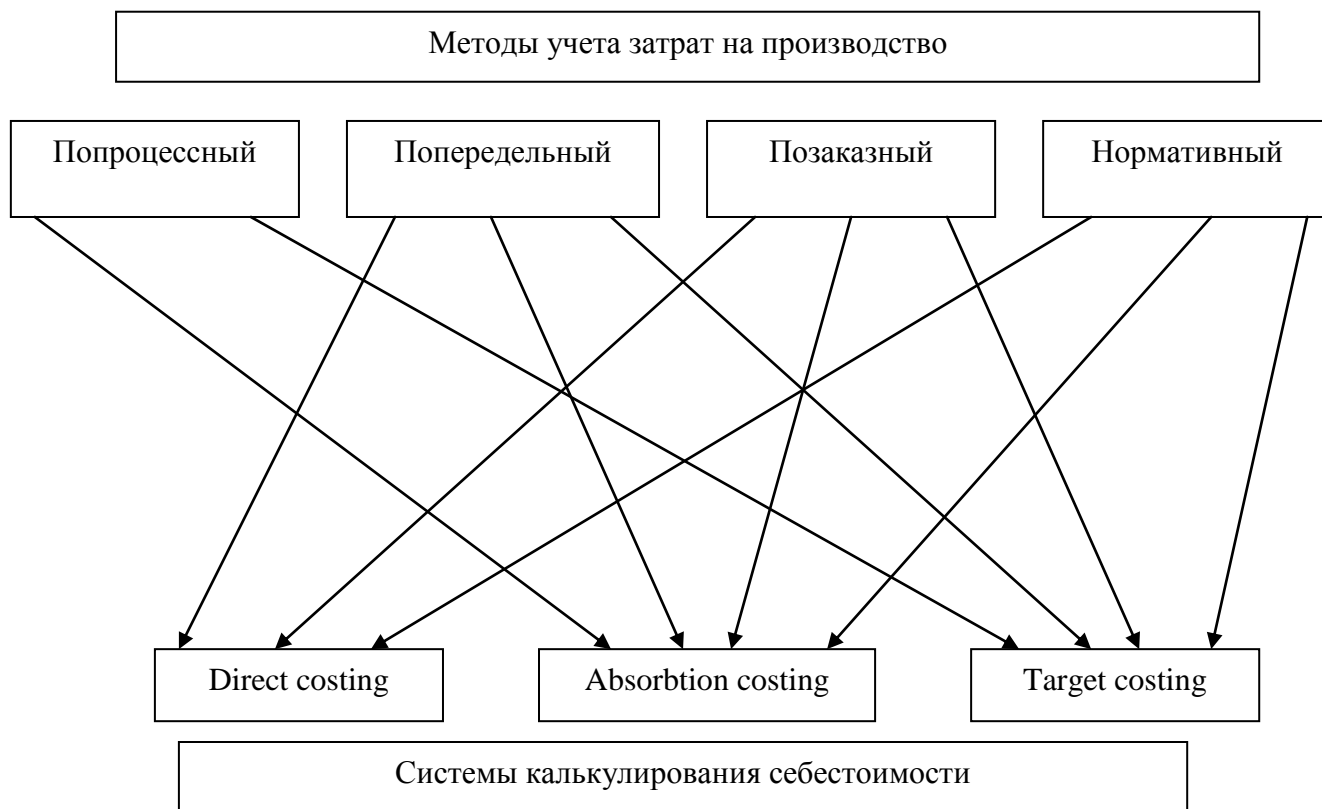 Методы учета затрат на производство
Попроцессный
Попередельный
Позаказный
Нормативный
Direct costing
Absorbtion costing
Target costing
Системы калькулирования себестоимости